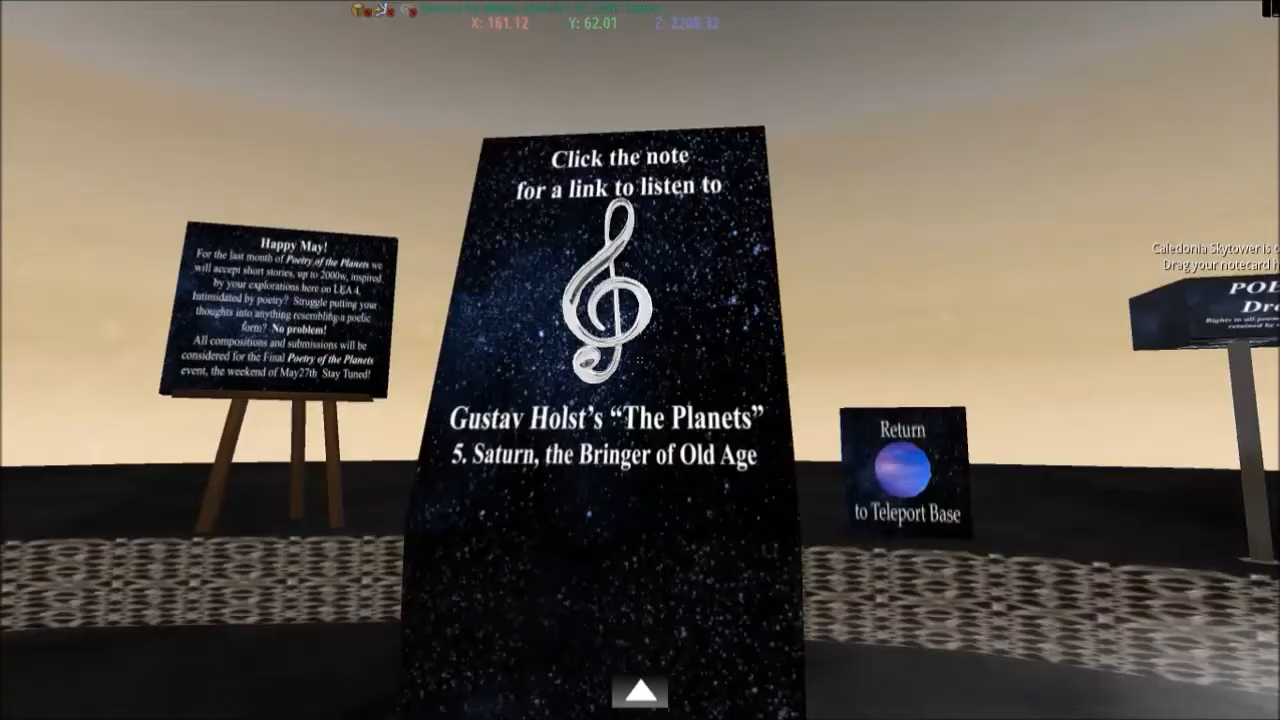 X: 161.12 Y: 62.01
Happy May!
For the last month of Poetry of the Planets we
will accept short stories, up to 2000w, inspired
by your explorations here on LEA 4.
Intimidated by poetry? Struggle putting your
thoughts into anything resembling a poetic
form? No problem!
All compositions and submissions will be
considered for the Final Poetry of the Planets
event, the weekend of May27th Stay Tuned!
Click the note
for a link to listen to
Gustav Holst's “The Planets”
5. Saturn, the Bringer of Old Age
Return
to Teleport Base
Caledonia Skytower is
Drag your notecard
Rights to all
retained by